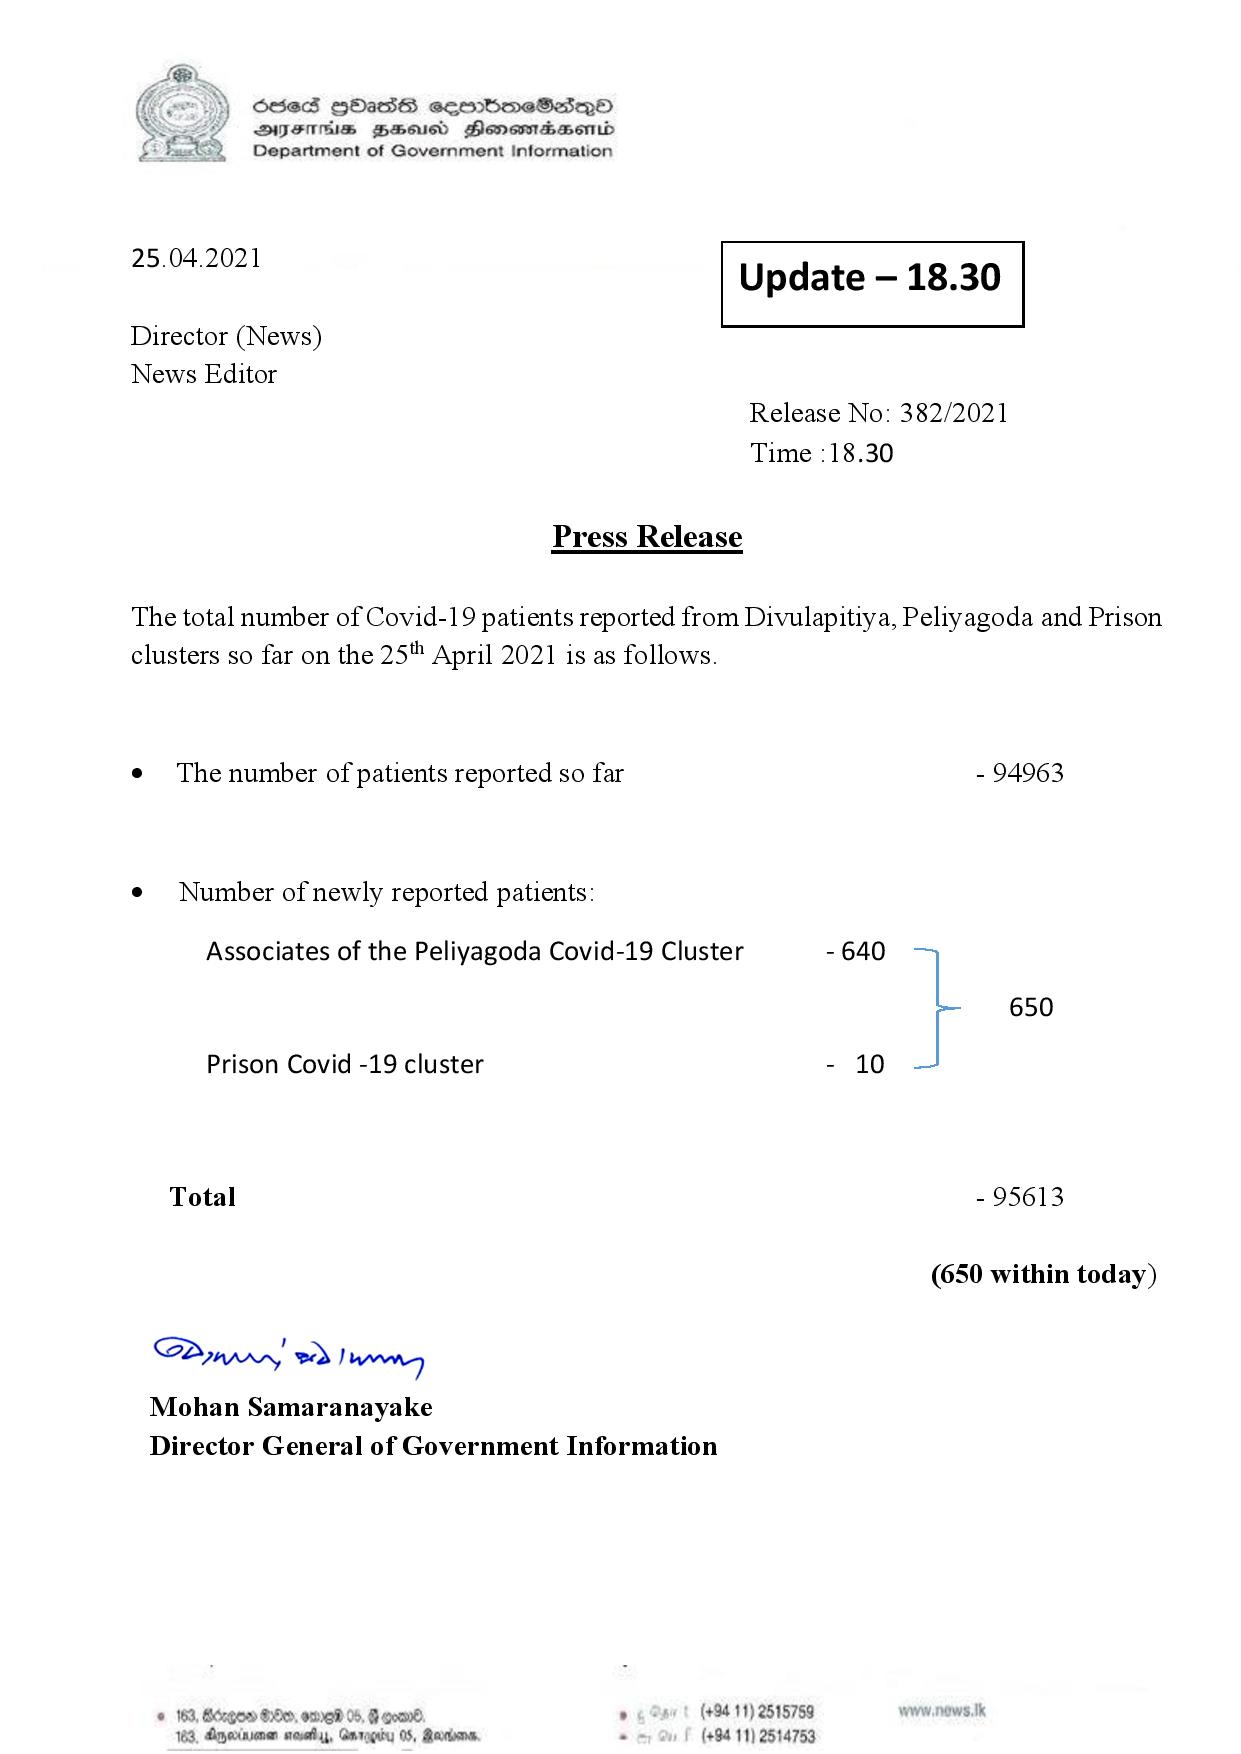 රජයේ ප්‍රවෘත්ති දෙපාර්තමේන්තුව
அரசாங்க தகவல் திணைக்களம்
Department of Government Information
25.04.2021
Update – 18.30
Director (News)
News Editor
Release No: 382/2021
Time :18.30
Press Release
The total number of Covid-19 patients reported from Divulapitiya, Peliyagoda and Prison
clusters so far on the 25th April 2021 is as follows.
• The number of patients reported so far - 94963
• Number of newly reported patients:
Associates of the Peliyagoda Covid-19 Cluster - 640
650
Prison Covid -19 cluster - 10
Total - 95613
(650 within today)
Mohan Samaranayake
Director General of Government Information
163, කිරුලපන මාවත, කොළඹ 05, ශ්‍රී ලංකාව.
(+94 11) 2515759
www.news.lk
163, கிருலப்பனை எவனியூ, கொழும்பு 05, இலங்கை.
(+94 11) 2514753